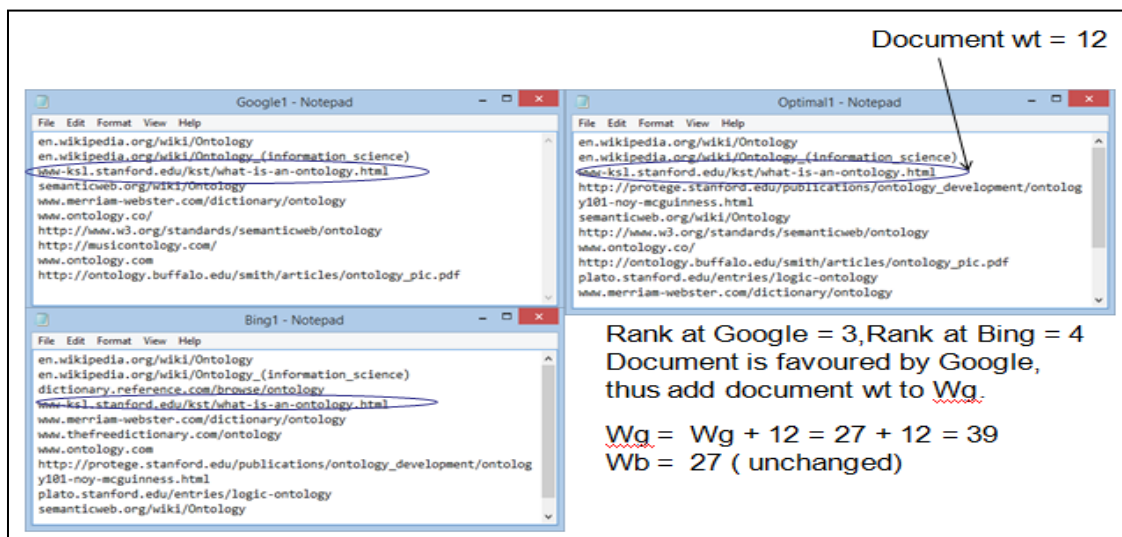 Document wt = 12
Google1 - Notepad
File Edit Format View Help
en.wikipedia.org/wiki/Ontology
en.wikipedia.org/wiki/Ontology_(information_science)
www-ksl.stanford.edu/kst/what-is-an-ontology.html
semanticweb.org/wiki/Ontology
www.merriam-webster.com/dictionary/ontology
www.ontology.co/
http://www.w3.org/standards/semanticweb/ontology
http://musicontology.com/
www.ontology.com
http://ontology.buffalo.edu/smith/articles/ontology_pic.pdf
Optimal1 - Notepad
File Edit Format View Help
en.wikipedia.org/wiki/Ontology
en.wikipedia.org/wiki/Ontology_(information_science)
www-ksl.stanford.edu/kst/what-is-an-ontology.html
http://protege.stanford.edu/publications/ontology_development/ontolog
y101-noy-mcguinness.html
semanticweb.org/wiki/Ontology
http://www.w3.org/standards/semanticweb/ontology
www.ontology.co/
http://ontology.buffalo.edu/smith/articles/ontology_pic.pdf
plato.stanford.edu/entries/logic-ontology
www.merriam-webster.com/dictionary/ontology
Bing1 - Notepad
File Edit Format View Help
en.wikipedia.org/wiki/Ontology
en.wikipedia.org/wiki/Ontology_(information_science)
dictionary.reference.com/browse/ontology
www-ksl.stanford.edu/kst/what-is-an-ontology.html
www.merriam-webster.com/dictionary/ontology
www.thefreedictionary.com/ontology
www.ontology.com
http://protege.stanford.edu/publications/ontology_development/ontolog
y101-noy-mcguinness.html
plato.stanford.edu/entries/logic-ontology
semanticweb.org/wiki/Ontology
Rank at Google = 3,Rank at Bing = 4
Document is favoured by Google,
thus add document wt to Wg.
Wg = Wg + 12 = 27 + 12 = 39
Wb = 27 ( unchanged)